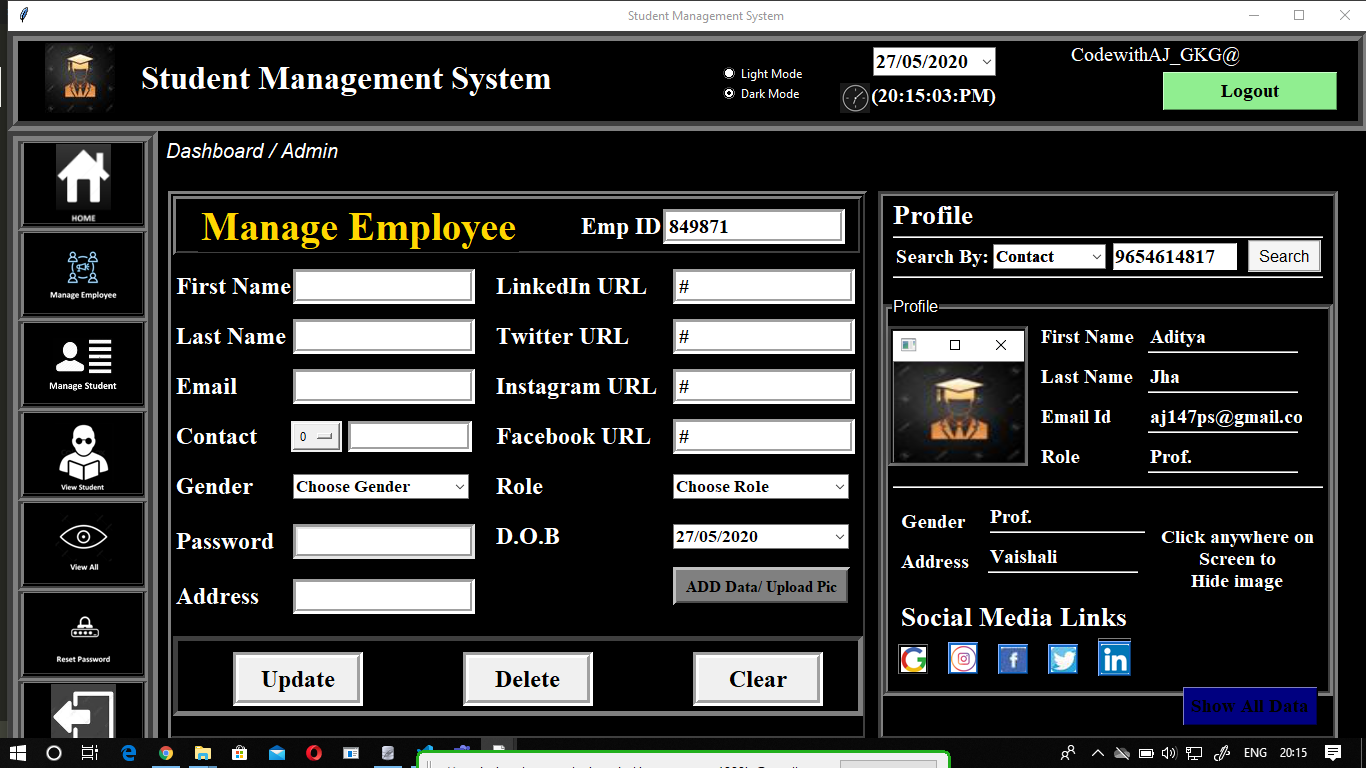 Student Management System
Student Management System
Light Mode
Dark Mode
27/05/2020
(20:15:03:PM)
CodewithAJ_GKG@
Logout
HOME
Manage Employee
Manage Student
View Student
View All
Reset Password
Dashboard / Admin
Manage Employee
Emp ID 849871
First Name
LinkedIn URL #
Last Name
Twitter URL #
Email
Instagram URL #
Contact 0
Facebook URL #
Gender Choose Gender
Role Choose Role
Password
D.O.B 27/05/2020
Address
ADD Data/ Upload Pic
Update Delete Clear
Profile
Search By: Contact 9654614817 Search
Profile
First Name Aditya
Last Name Jha
Email Id aj147ps@gmail.co
Role Prof.
Gender Prof.
Address Vaishali
Click anywhere on
Screen to
Hide image
Social Media Links
Show All Data
ENG 20:15